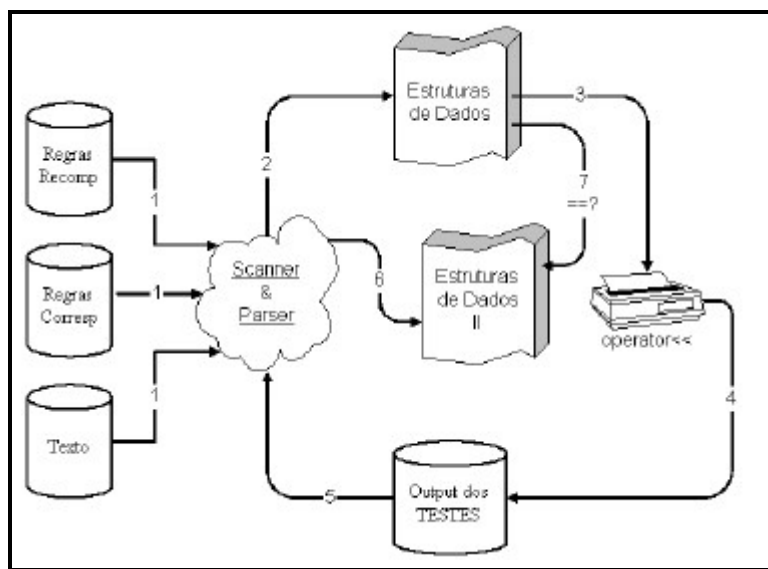 Regras
Recomp
1
Regras
Corresp
1
Texto
1
Scanner
&
Parser
2
Estruturas
de Dados
3
7
==?
6
Estruturas
de Dados
II
operator<<
4
Output dos
TESTES
5